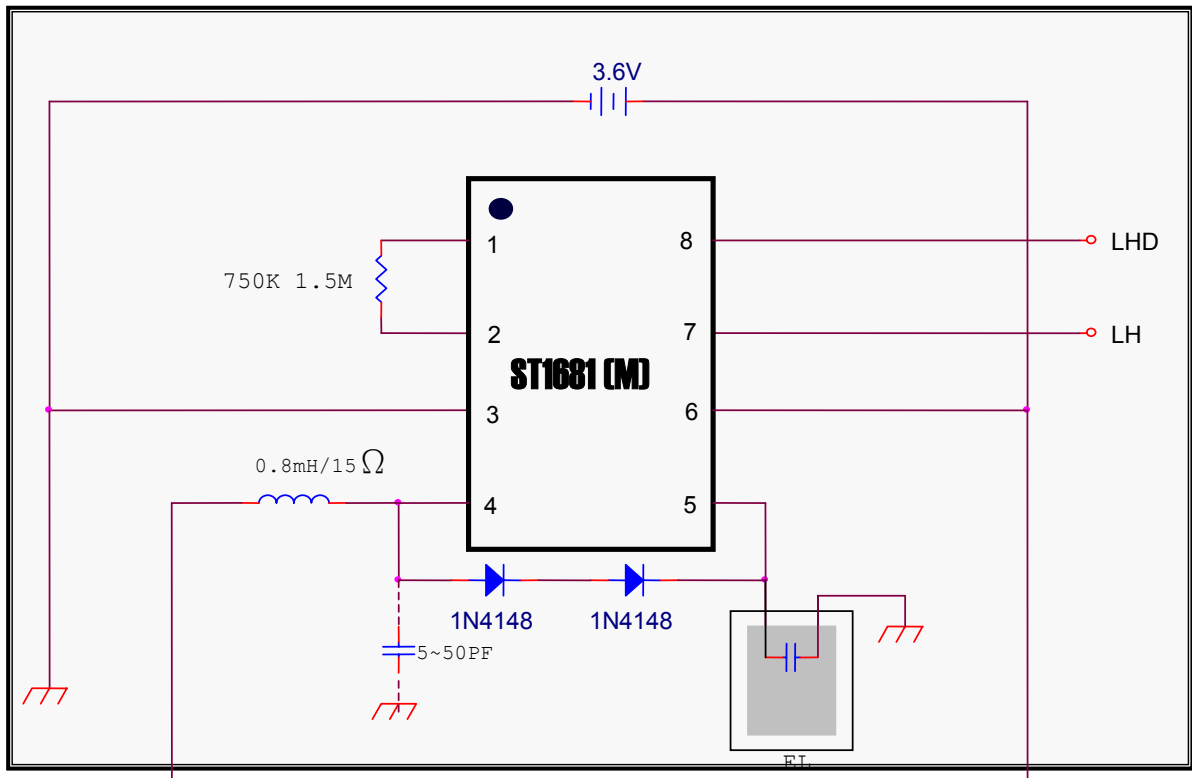 3.6V
1
8
LHD
750K 1.5M
2
7
LH
ST1681 (M)
3
6
0.8mH/15Ω
4
5
1N4148
1N4148
5~50PF
EL